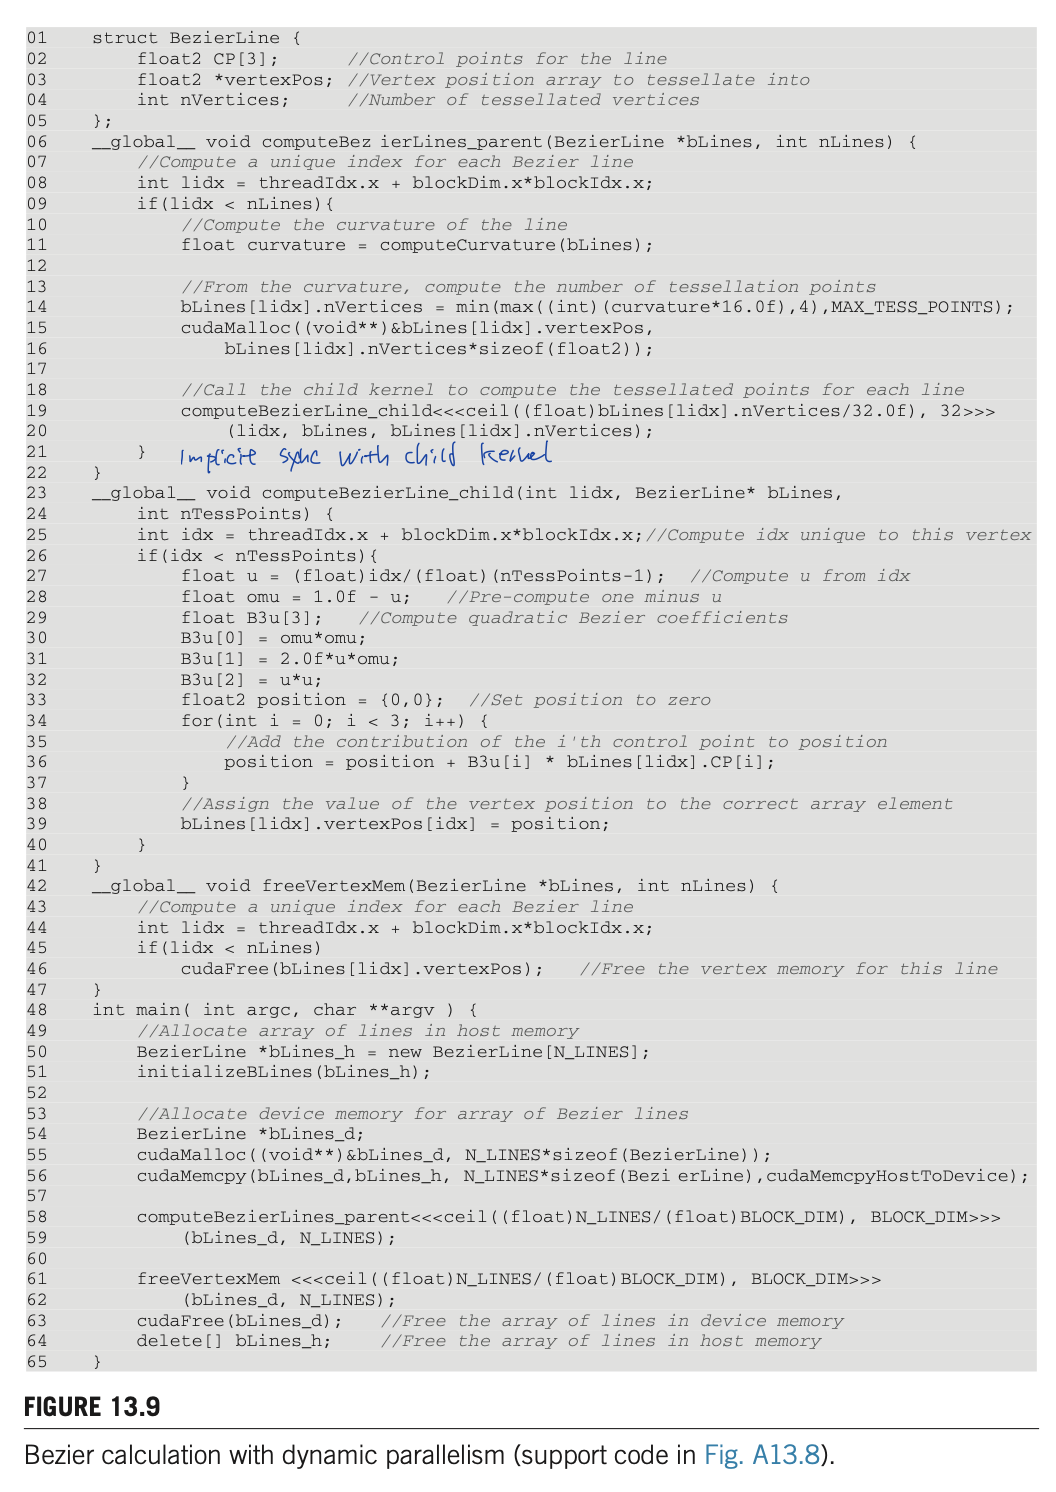 01 struct BezierLine {
02 float2 CP[3]; //Control points for the line
03 float2 *vertexPos; //Vertex position array to tessellate into
04 int nVertices; //Number of tessellated vertices
05 };
06 __global__ void computeBez ierLines_parent(BezierLine *bLines, int nLines) {
07 //Compute a unique index for each Bezier line
08 int lidx = threadIdx.x + blockDim.x*blockIdx.x;
09 if(lidx < nLines){
10 //Compute the curvature of the line
11 float curvature = computeCurvature(bLines);
12
13 //From the curvature, compute the number of tessellation points
14 bLines[lidx].nVertices = min(max((int)(curvature*16.0f),4),MAX_TESS_POINTS);
15 cudaMalloc((void**)&bLines[lidx].vertexPos,
16 bLines[lidx].nVertices*sizeof(float2));
17
18 //Call the child kernel to compute the tessellated points for each line
19 computeBezierLine_child<<<ceil((float)bLines[lidx].nVertices/32.0f), 32>>>
20 (lidx, bLines, bLines[lidx].nVertices);
21 } Implicit sync with child kernel
22 }
23 __global__ void computeBezierLine_child(int lidx, BezierLine* bLines,
24 int nTessPoints) {
25 int idx = threadIdx.x + blockDim.x*blockIdx.x;//Compute idx unique to this vertex
26 if(idx < nTessPoints){
27 float u = (float)idx/(float)(nTessPoints-1); //Compute u from idx
28 float omu = 1.0f - u; //Pre-compute one minus u
29 float B3u[3]; //Compute quadratic Bezier coefficients
30 B3u[0] = omu*omu;
31 B3u[1] = 2.0f*u*omu;
32 B3u[2] = u*u;
33 float2 position = {0,0}; //Set position to zero
34 for(int i = 0; i < 3; i++) {
35 //Add the contribution of the i'th control point to position
36 position = position + B3u[i] * bLines[lidx].CP[i];
37 }
38 //Assign the value of the vertex position to the correct array element
39 bLines[lidx].vertexPos[idx] = position;
40 }
41 }
42 __global__ void freeVertexMem(BezierLine *bLines, int nLines) {
43 //Compute a unique index for each Bezier line
44 int lidx = threadIdx.x + blockDim.x*blockIdx.x;
45 if(lidx < nLines)
46 cudaFree(bLines[lidx].vertexPos); //Free the vertex memory for this line
47 }
48 int main( int argc, char **argv ) {
49 //Allocate array of lines in host memory
50 BezierLine *bLines_h = new BezierLine[N_LINES];
51 initializeBLines(bLines_h);
52
53 //Allocate device memory for array of Bezier lines
54 BezierLine *bLines_d;
55 cudaMalloc((void**)&bLines_d, N_LINES*sizeof(BezierLine));
56 cudaMemcpy(bLines_d,bLines_h, N_LINES*sizeof(Bezi erLine),cudaMemcpyHostToDevice);
57
58 computeBezierLines_parent<<<ceil((float)N_LINES/(float)BLOCK_DIM), BLOCK_DIM>>>
59 (bLines_d, N_LINES);
60
61 freeVertexMem <<<ceil((float)N_LINES/(float)BLOCK_DIM), BLOCK_DIM>>>
62 (bLines_d, N_LINES);
63 cudaFree(bLines_d); //Free the array of lines in device memory
64 delete[] bLines_h; //Free the array of lines in host memory
65 }
FIGURE 13.9
Bezier calculation with dynamic parallelism (support code in Fig. A13.8).